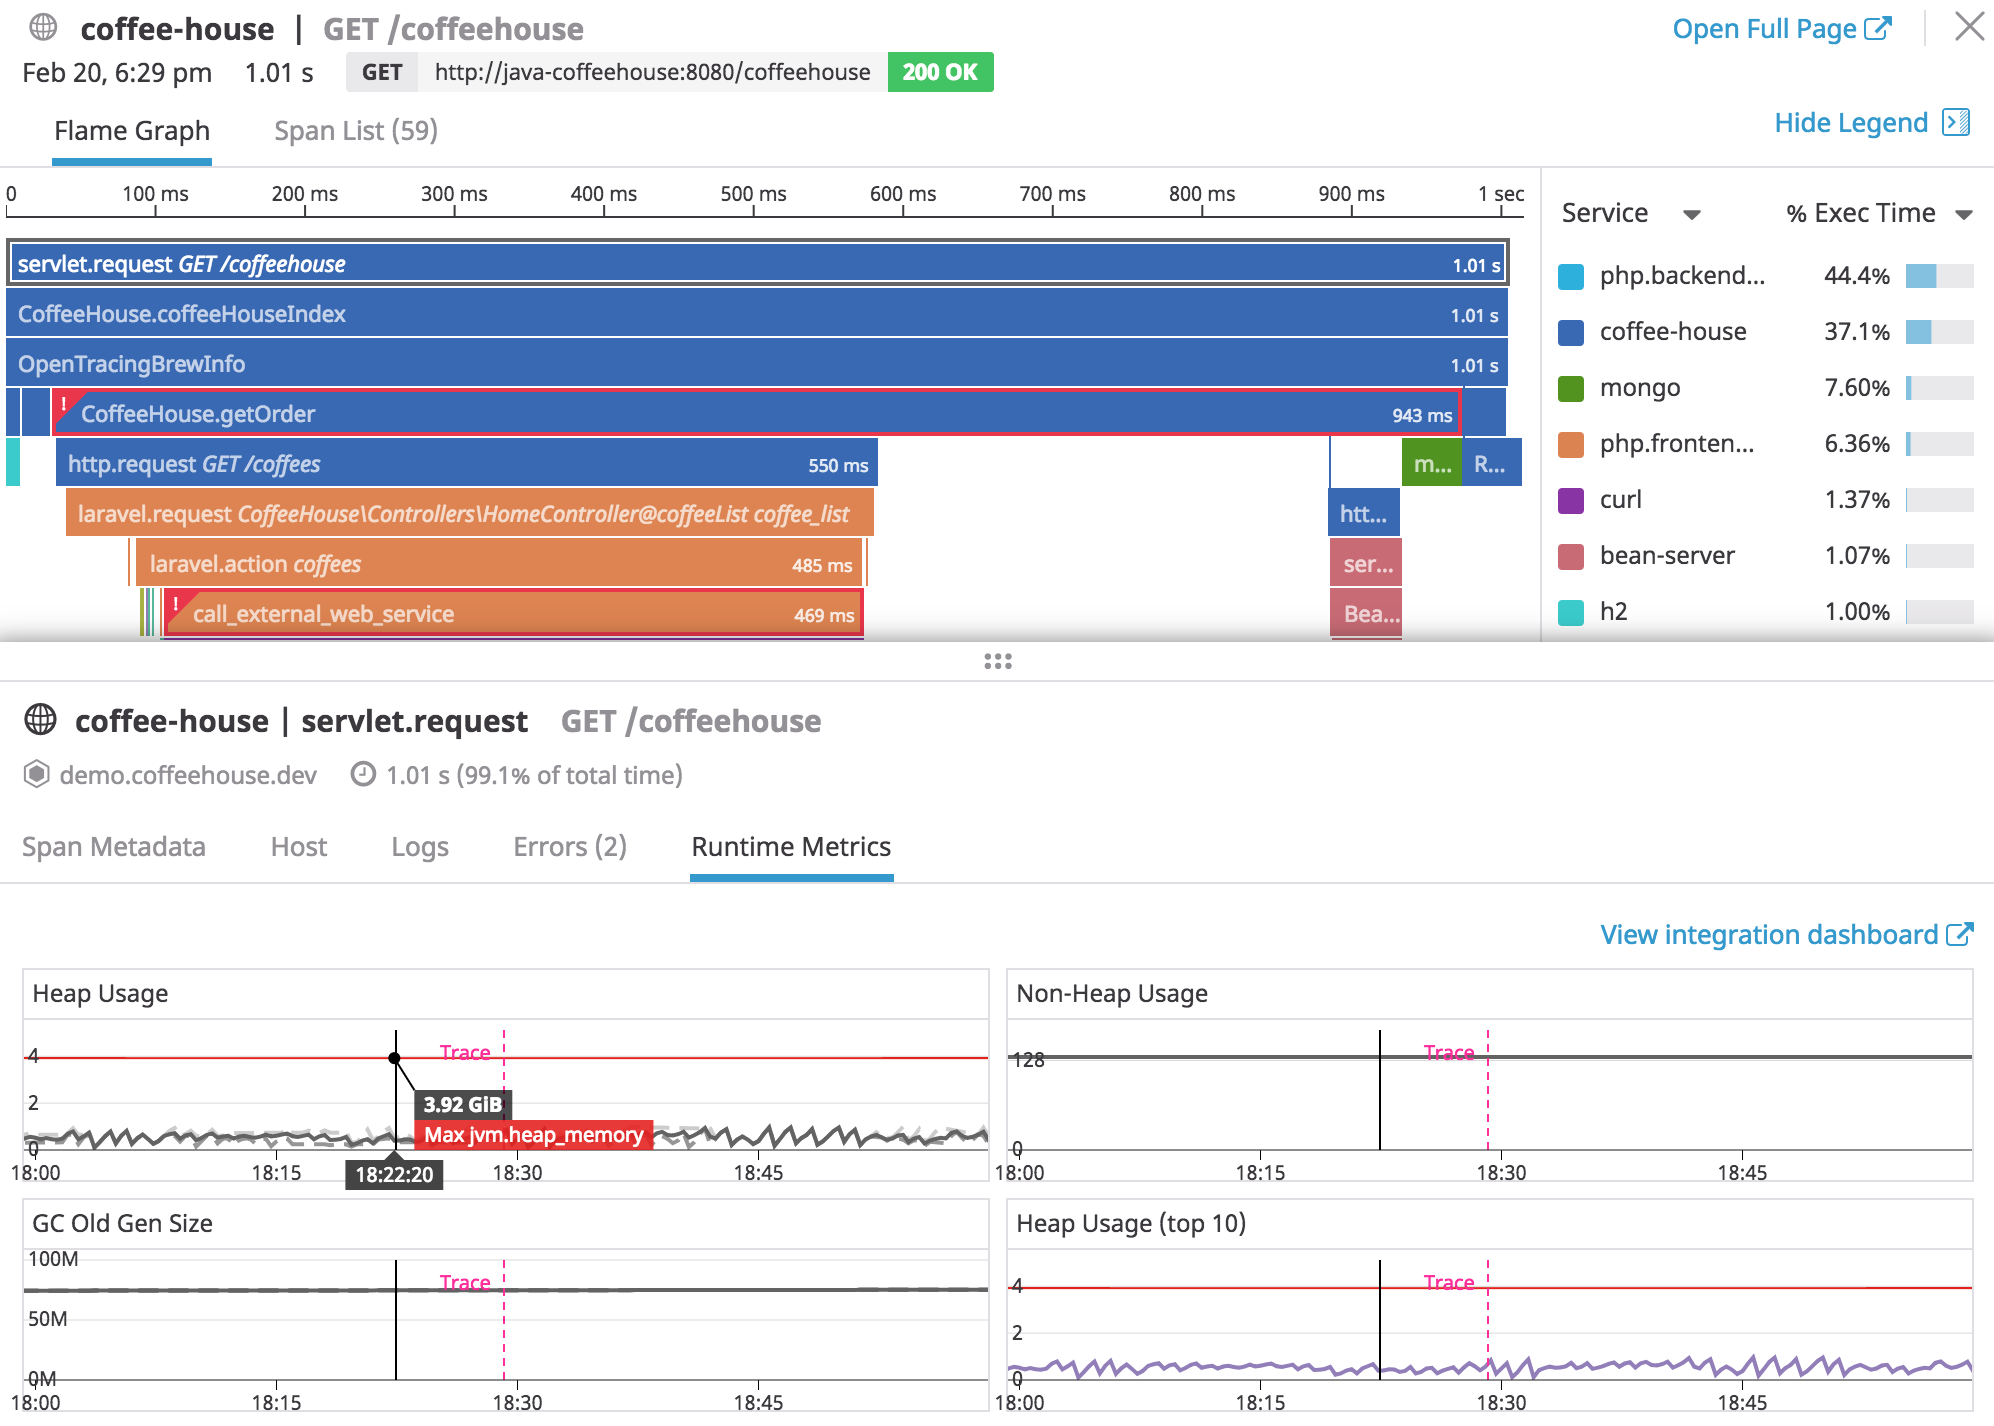 coffee-house | GET /coffeehouse
Open Full Page
Feb 20, 6:29 pm 1.01 s GET http://java-coffeehouse:8080/coffeehouse 200 OK
Flame Graph Span List (59)
Hide Legend
0 100 ms 200 ms 300 ms 400 ms 500 ms 600 ms 700 ms 800 ms 900 ms 1 sec
servlet.request GET /coffeehouse 1.01 s
CoffeeHouse.coffeeHouseIndex 1.01 s
OpenTracingBrewInfo 1.01 s
! CoffeeHouse.getOrder 943 ms
http.request GET /coffees 550 ms
m... R...
laravel.request CoffeeHouse\Controllers\HomeController@coffeeList coffee_list
htt...
laravel.action coffees 485 ms
ser...
! call_external_web_service 469 ms
Bea...
Service % Exec Time
php.backend... 44.4%
coffee-house 37.1%
mongo 7.60%
php.fronten... 6.36%
curl 1.37%
bean-server 1.07%
h2 1.00%
coffee-house | servlet.request GET /coffeehouse
demo.coffeehouse.dev 1.01 s (99.1% of total time)
Span Metadata Host Logs Errors (2) Runtime Metrics
View integration dashboard
Heap Usage
4
Trace
3.92 GiB
2
Max jvm.heap_memory
0
18:00 18:15 18:22:20 18:30 18:45
Non-Heap Usage
128
Trace
0
18:00 18:15 18:30 18:45
GC Old Gen Size
100M
Trace
50M
0M
18:00 18:15 18:30 18:45
Heap Usage (top 10)
4
Trace
2
0
18:00 18:15 18:30 18:45